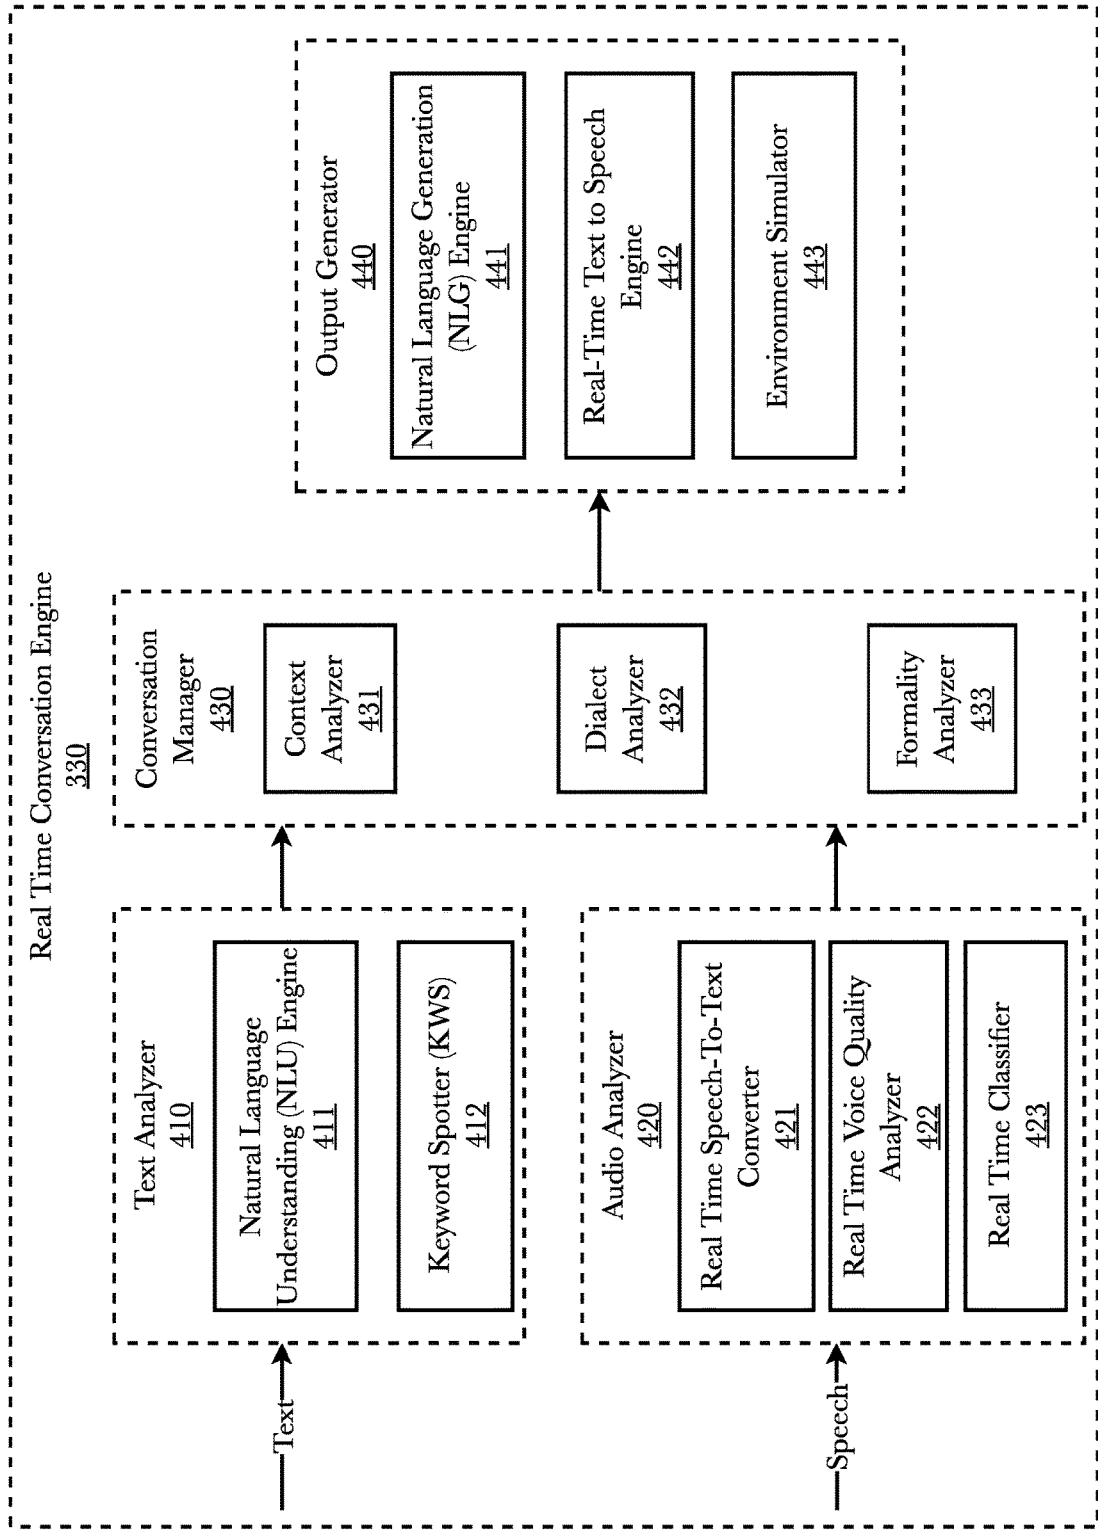 Real Time Conversation Engine
330
Text
Text Analyzer
410
Natural Language
Understanding (NLU) Engine
411
Keyword Spotter (KWS)
412
Speech
Audio Analyzer
420
Real Time Speech-To-Text
Converter
421
Real Time Voice Quality
Analyzer
422
Real Time Classifier
423
Conversation
Manager
430
Context
Analyzer
431
Dialect
Analyzer
432
Formality
Analyzer
433
Output Generator
440
Natural Language Generation
(NLG) Engine
441
Real-Time Text to Speech
Engine
442
Environment Simulator
443